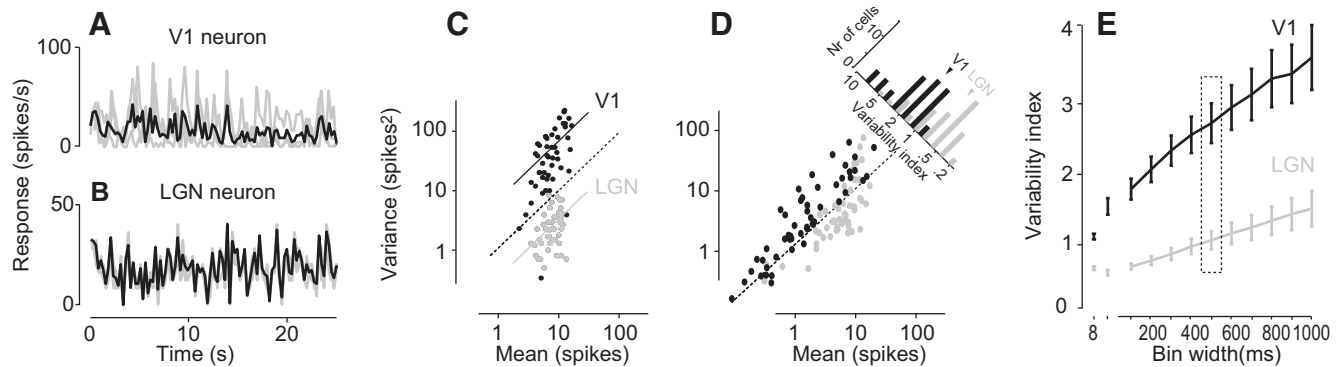 A
V1 neuron
Response (spikes/s)
100
0
B
LGN neuron
50
0
0
10
20
Time (s)
C
V1
LGN
Variance (spikes²)
100
10
1
1
10
100
Mean (spikes)
D
Nr of cells
10
0
V1
LGN
10
5
2
1
.5
.2
Variability index
100
10
1
1
10
100
Mean (spikes)
E
V1
LGN
Variability index
4
3
2
1
0
8
200
400
600
800
1000
Bin width(ms)